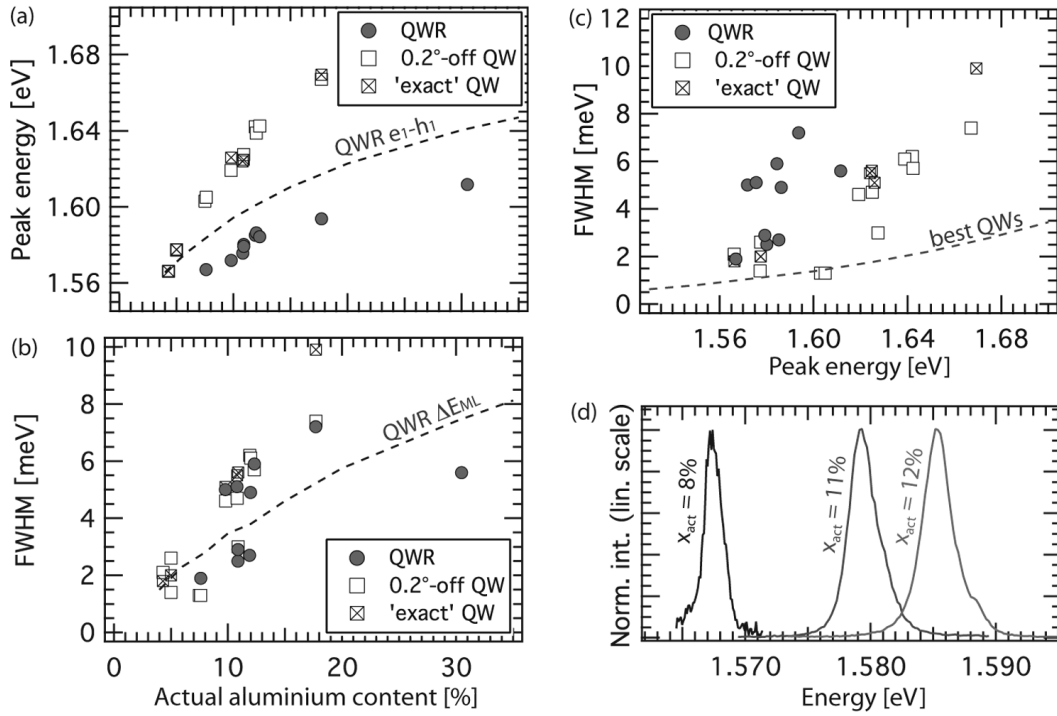 (a)
Peak energy [eV]
1.68
1.64
1.60
1.56
QWR
0.2°-off QW
'exact' QW
QWR e₁-h₁
(b)
FWHM [meV]
10
8
6
4
2
0
QWR ΔE_ML
QWR
0.2°-off QW
'exact' QW
0 10 20 30
Actual aluminium content [%]
(c)
FWHM [meV]
12
10
8
6
4
2
0
QWR
0.2°-off QW
'exact' QW
best QWs
1.56 1.60 1.64 1.68
Peak energy [eV]
(d)
Norm. int. (lin. scale)
x_act = 8%
x_act = 11%
x_act = 12%
1.570 1.580 1.590
Energy [eV]